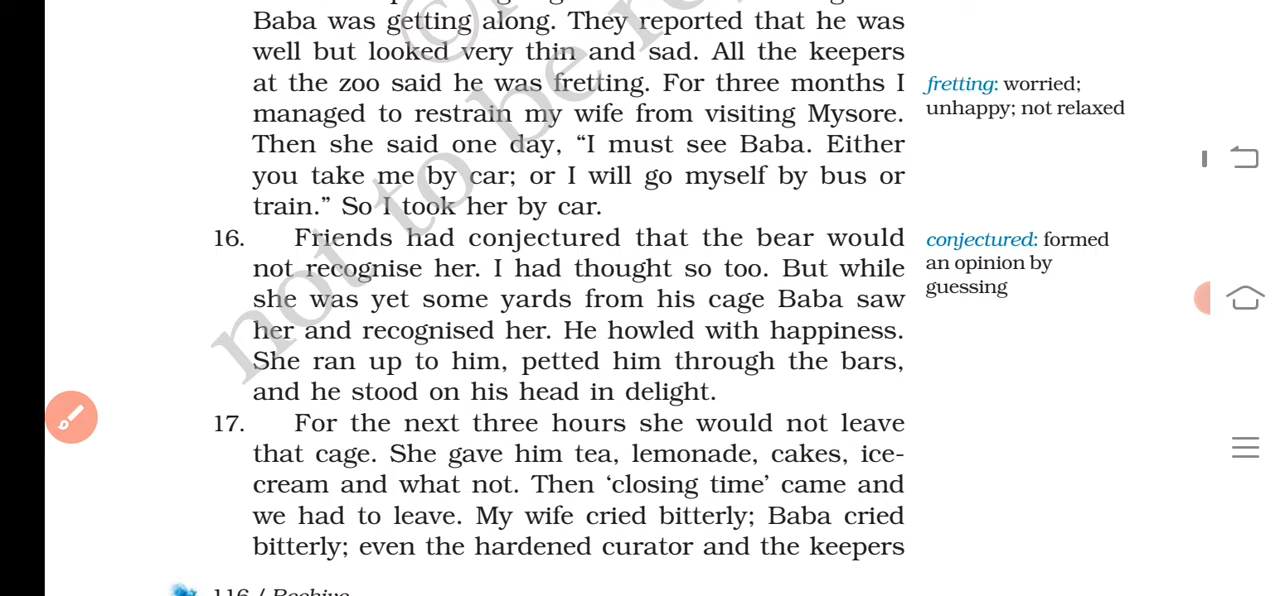 Baba was getting along. They reported that he was
well but looked very thin and sad. All the keepers
at the zoo said he was fretting. For three months I
managed to restrain my wife from visiting Mysore.
Then she said one day, “I must see Baba. Either
you take me by car; or I will go myself by bus or
train.” So I took her by car.
fretting: worried;
unhappy; not relaxed
16. Friends had conjectured that the bear would
not recognise her. I had thought so too. But while
she was yet some yards from his cage Baba saw
her and recognised her. He howled with happiness.
She ran up to him, petted him through the bars,
and he stood on his head in delight.
conjectured: formed
an opinion by
guessing
17. For the next three hours she would not leave
that cage. She gave him tea, lemonade, cakes, ice-
cream and what not. Then ‘closing time’ came and
we had to leave. My wife cried bitterly; Baba cried
bitterly; even the hardened curator and the keepers
116 / Beehive
not to be re